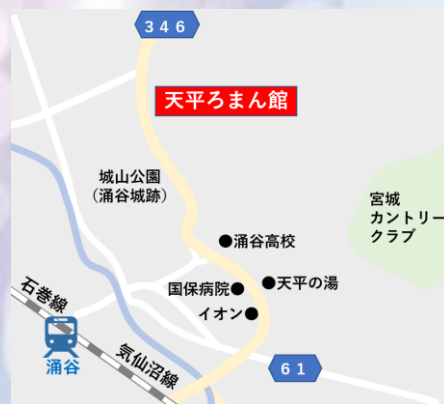 346
天平ろまん館
城山公園
（涌谷城跡）
宮城
カントリー
クラブ
●涌谷高校
国保病院●
●天平の湯
イオン●
石巻線
気仙沼線
涌谷
61